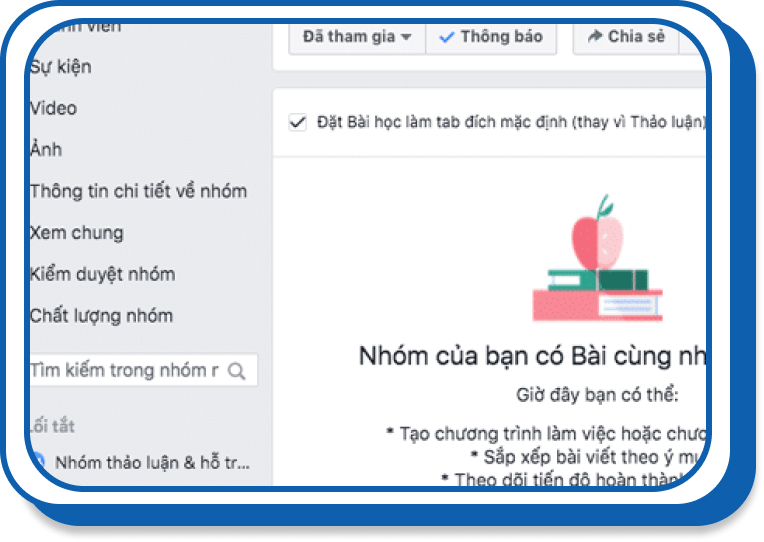 Đã tham gia
Thông báo
Chia sẻ
Sự kiện
Video
Ảnh
Thông tin chi tiết về nhóm
Xem chung
Kiểm duyệt nhóm
Chất lượng nhóm
Tìm kiếm trong nhóm
Lối tắt
Nhóm thảo luận & hỗ tr...
Đặt Bài học làm tab đích mặc định (thay vì Thảo luận)
Nhóm của bạn có Bài cùng nh
Giờ đây bạn có thể:
* Tạo chương trình làm việc hoặc
* Sắp xếp bài viết theo ý
* Theo dõi tiến độ hoàn thành